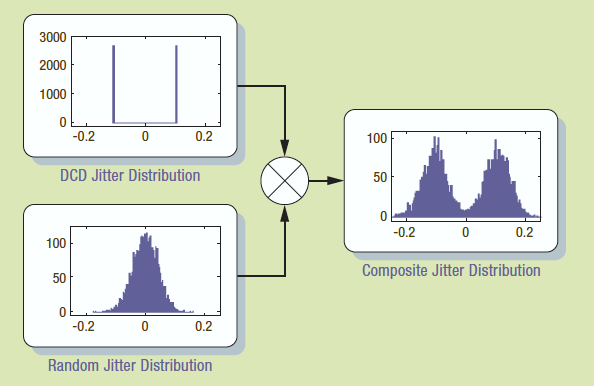 3000
2000
1000
0
-0.2 0 0.2
DCD Jitter Distribution
100
50
0
-0.2 0 0.2
Composite Jitter Distribution
100
50
0
-0.2 0 0.2
Random Jitter Distribution